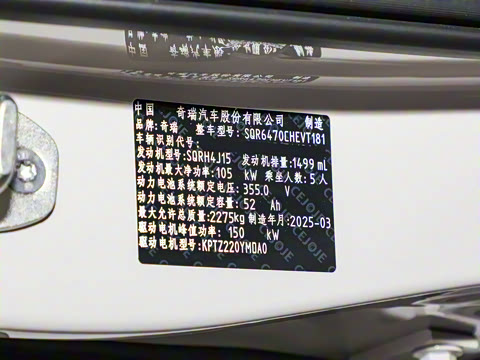 中国 奇瑞汽车股份有限公司 制造
品牌：奇瑞 整车型号：SQR6470CHEVT181
车辆识别代号：
发动机型号：SQRH4J15 发动机排量：1499 ml
发动机最大净功率：105 kW 乘坐人数：5 人
动力电池系统额定电压：355.0 V
动力电池系统额定容量：52 Ah
最大允许总质量：2275kg 制造年月：2025-03
驱动电机峰值功率：150 kW
驱动电机型号：KPTZ220YMDA0